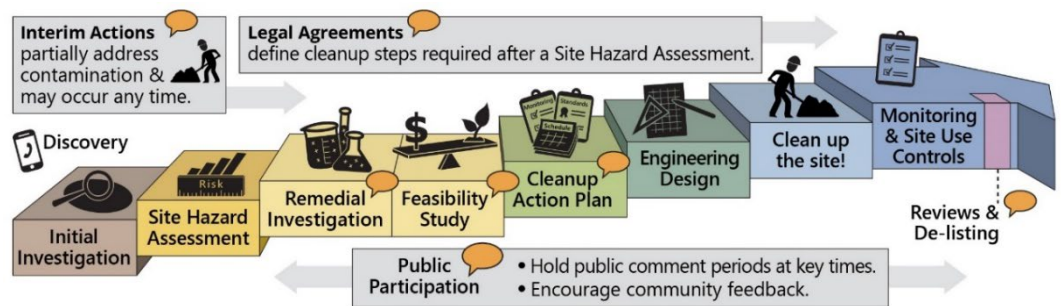 Interim Actions
partially address
contamination &
may occur any time.
Legal Agreements
define cleanup steps required after a Site Hazard Assessment.
Discovery
Initial
Investigation
Risk
Site Hazard
Assessment
Remedial
Investigation
$
Feasibility
Study
Monitoring
Standards
Schedule
Cleanup
Action Plan
Engineering
Design
Clean up
the site!
Monitoring
& Site Use
Controls
Reviews &
De-listing
Public
Participation
• Hold public comment periods at key times.
• Encourage community feedback.